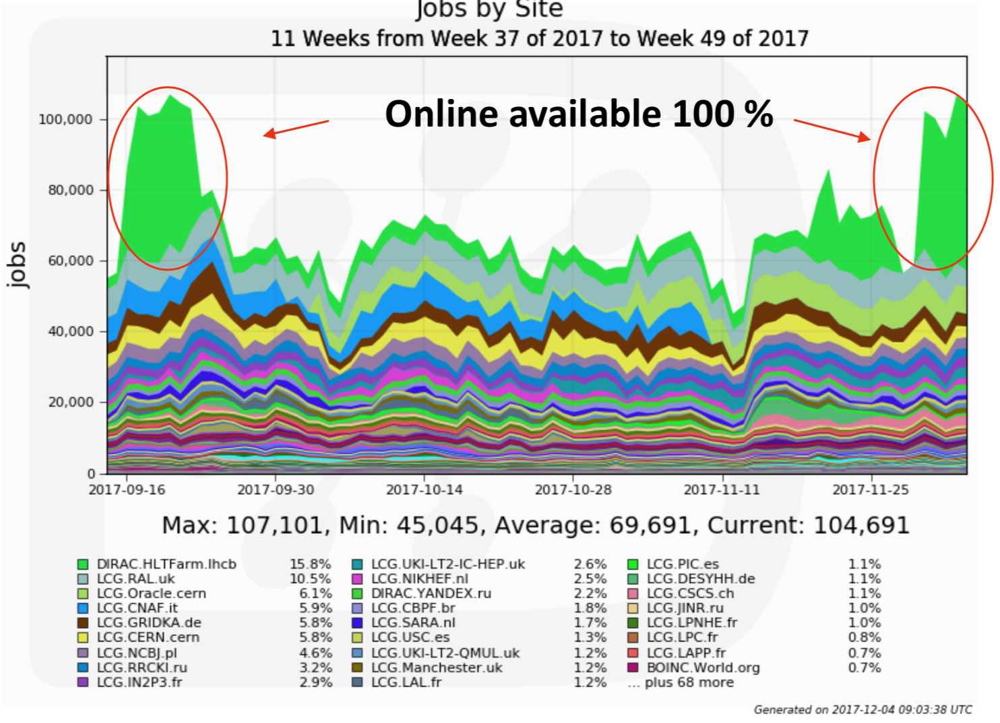 Jobs by Site
11 Weeks from Week 37 of 2017 to Week 49 of 2017
Online available 100 %
jobs
100,000
80,000
60,000
40,000
20,000
0
2017-09-16 2017-09-30 2017-10-14 2017-10-28 2017-11-11 2017-11-25
Max: 107,101, Min: 45,045, Average: 69,691, Current: 104,691
DIRAC.HLTFarm.lhcb 15.8% LCG.UKI-LT2-IC-HEP.uk 2.6% LCG.PIC.es 1.1%
LCG.RAL.uk 10.5% LCG.NIKHEF.nl 2.5% LCG.DESYHH.de 1.1%
LCG.Oracle.cern 6.1% DIRAC.YANDEX.ru 2.2% LCG.CSCS.ch 1.1%
LCG.CNAF.it 5.9% LCG.CBPF.br 1.8% LCG.JINR.ru 1.0%
LCG.GRIDKA.de 5.8% LCG.SARA.nl 1.7% LCG.LPNHE.fr 1.0%
LCG.CERN.cern 5.8% LCG.USC.es 1.3% LCG.LPC.fr 0.8%
LCG.NCBJ.pl 4.6% LCG.UKI-LT2-QMUL.uk 1.2% LCG.LAPP.fr 0.7%
LCG.RRCKI.ru 3.2% LCG.Manchester.uk 1.2% BOINC.World.org 0.7%
LCG.IN2P3.fr 2.9% LCG.LAL.fr 1.2% ... plus 68 more
Generated on 2017-12-04 09:03:38 UTC